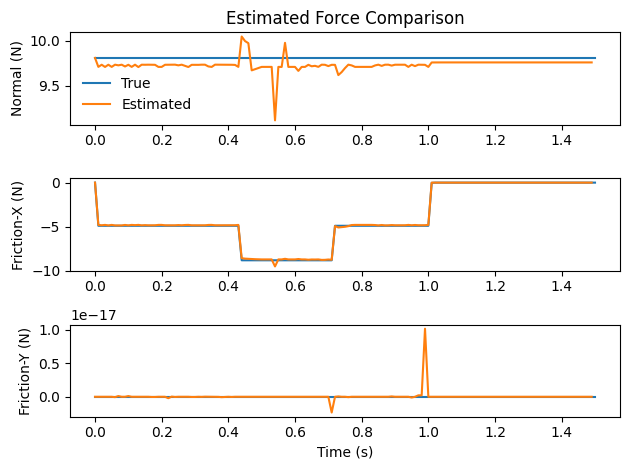 Estimated Force Comparison
Normal (N)
10.0
9.5
True
Estimated
0.0 0.2 0.4 0.6 0.8 1.0 1.2 1.4
Friction-X (N)
0
−5
−10
0.0 0.2 0.4 0.6 0.8 1.0 1.2 1.4
1e−17
Friction-Y (N)
1.0
0.5
0.0
0.0 0.2 0.4 0.6 0.8 1.0 1.2 1.4
Time (s)